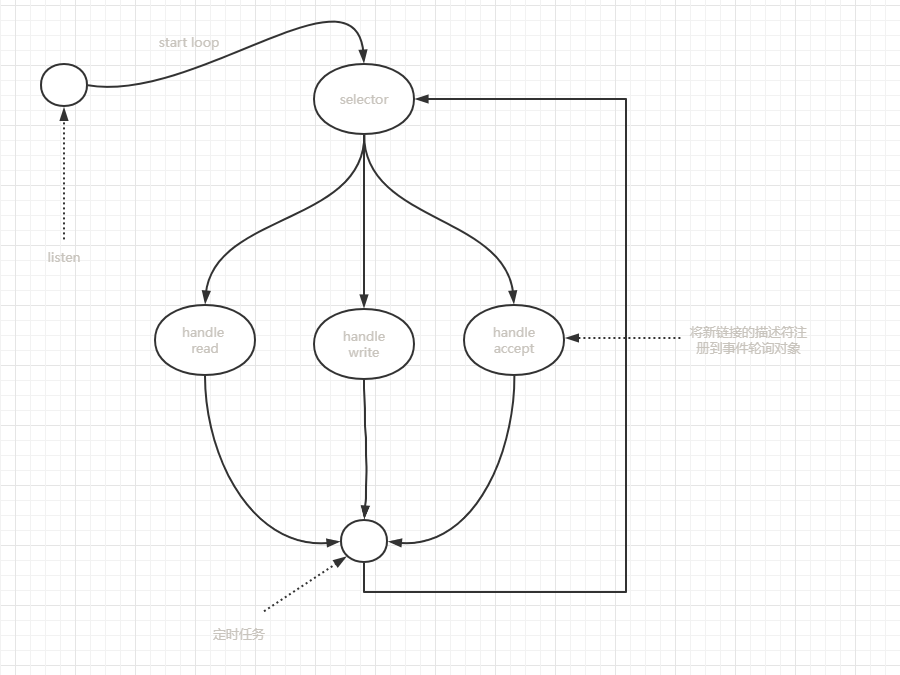 start loop
selector
listen
handle
read
handle
write
handle
accept
将新链接的描述符注
册到事件轮询对象
定时任务